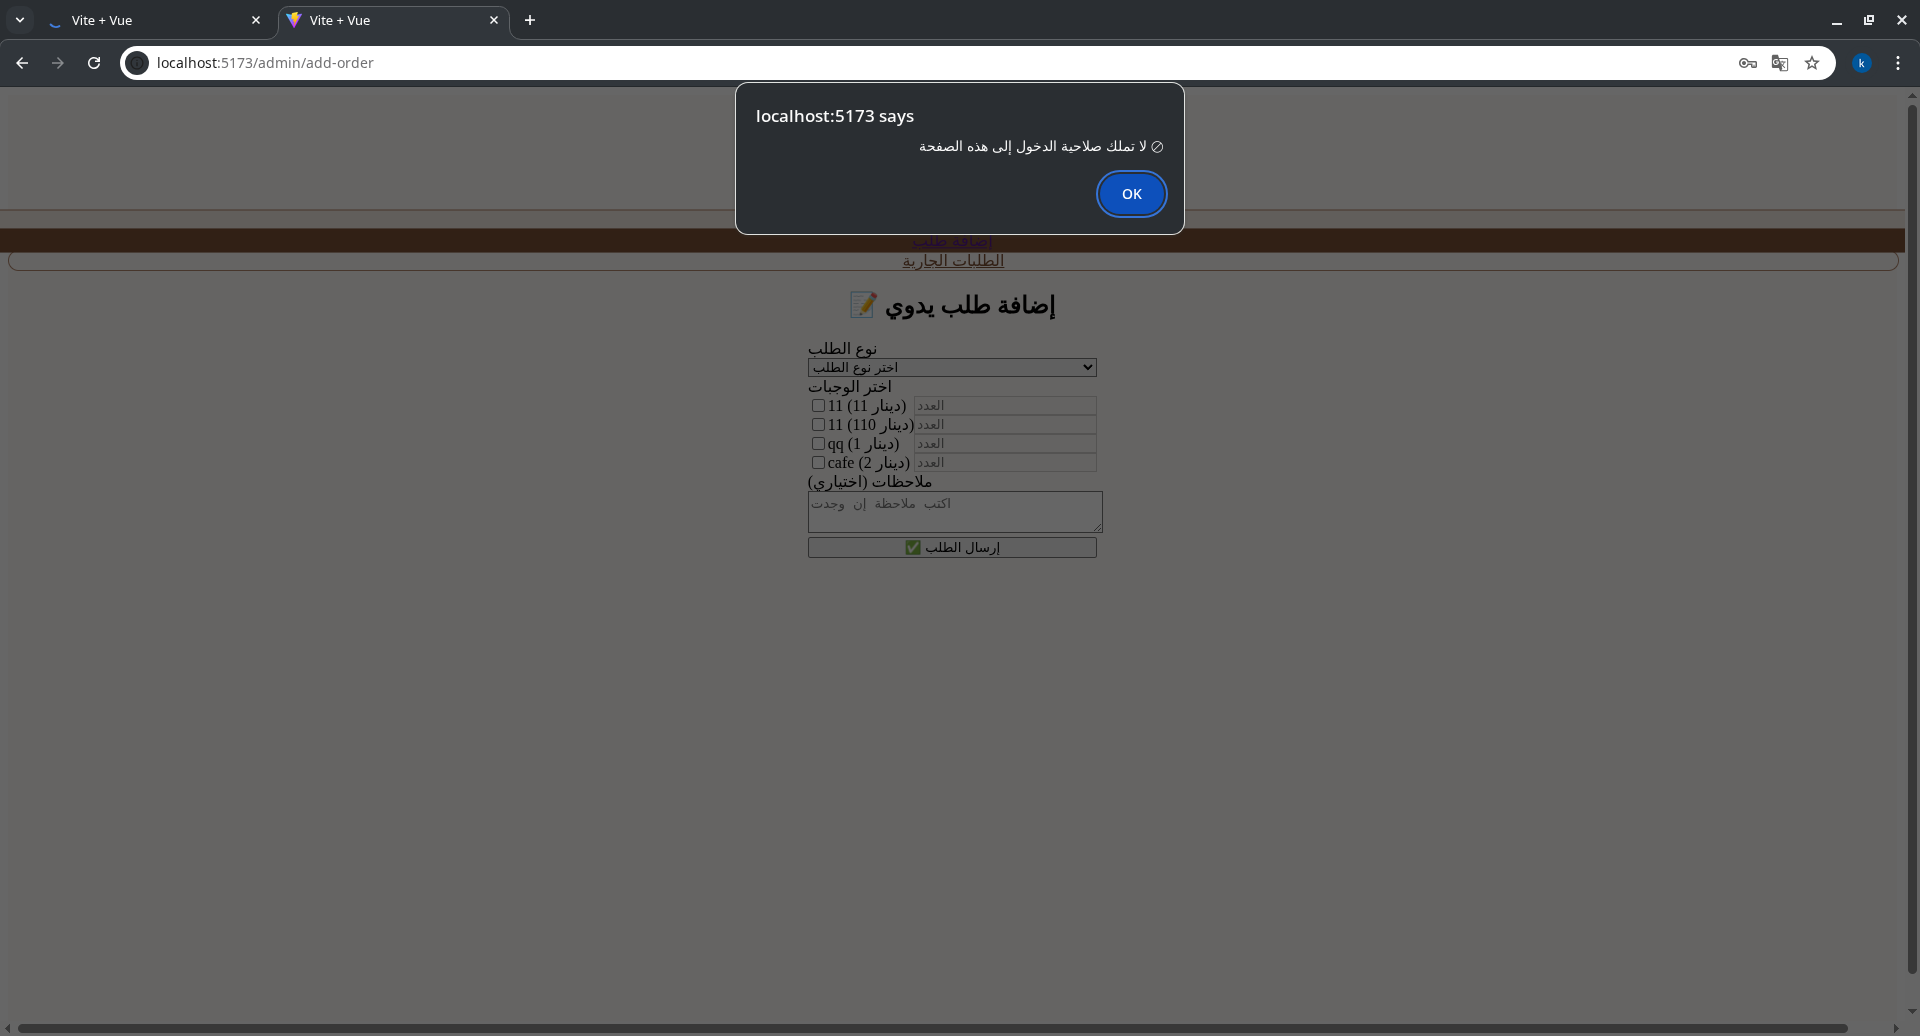 Vite + Vue
Vite + Vue
localhost:5173/admin/add-order
k
localhost:5173 says
🚫 لا تملك صلاحية الدخول إلى هذه الصفحة
OK
إضافة طلب
الطلبات الجارية
إضافة طلب يدوي 📝
نوع الطلب
اختر نوع الطلب
اختر الوجبات
11 (11 دينار) العدد
11 (110 دينار) العدد
qq (1 دينار) العدد
cafe (2 دينار) العدد
ملاحظات (اختياري)
اكتب ملاحظة إن وجدت
إرسال الطلب ✅